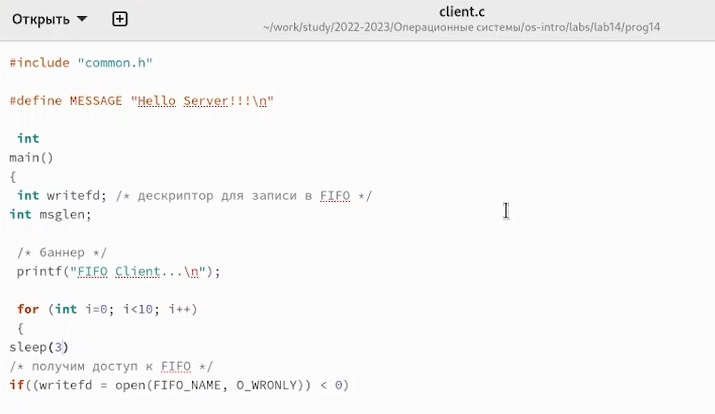 Открыть
client.c
~/work/study/2022-2023/Операционные системы/os-intro/labs/lab14/prog14
#include "common.h"
#define MESSAGE "Hello Server!!!\n"
int
main()
{
int writefd; /* дескриптор для записи в FIFO */
int msglen;
/* баннер */
printf("FIFO Client...\n");
for (int i=0; i<10; i++)
{
sleep(3)
/* получим доступ к FIFO */
if((writefd = open(FIFO_NAME, O_WRONLY)) < 0)